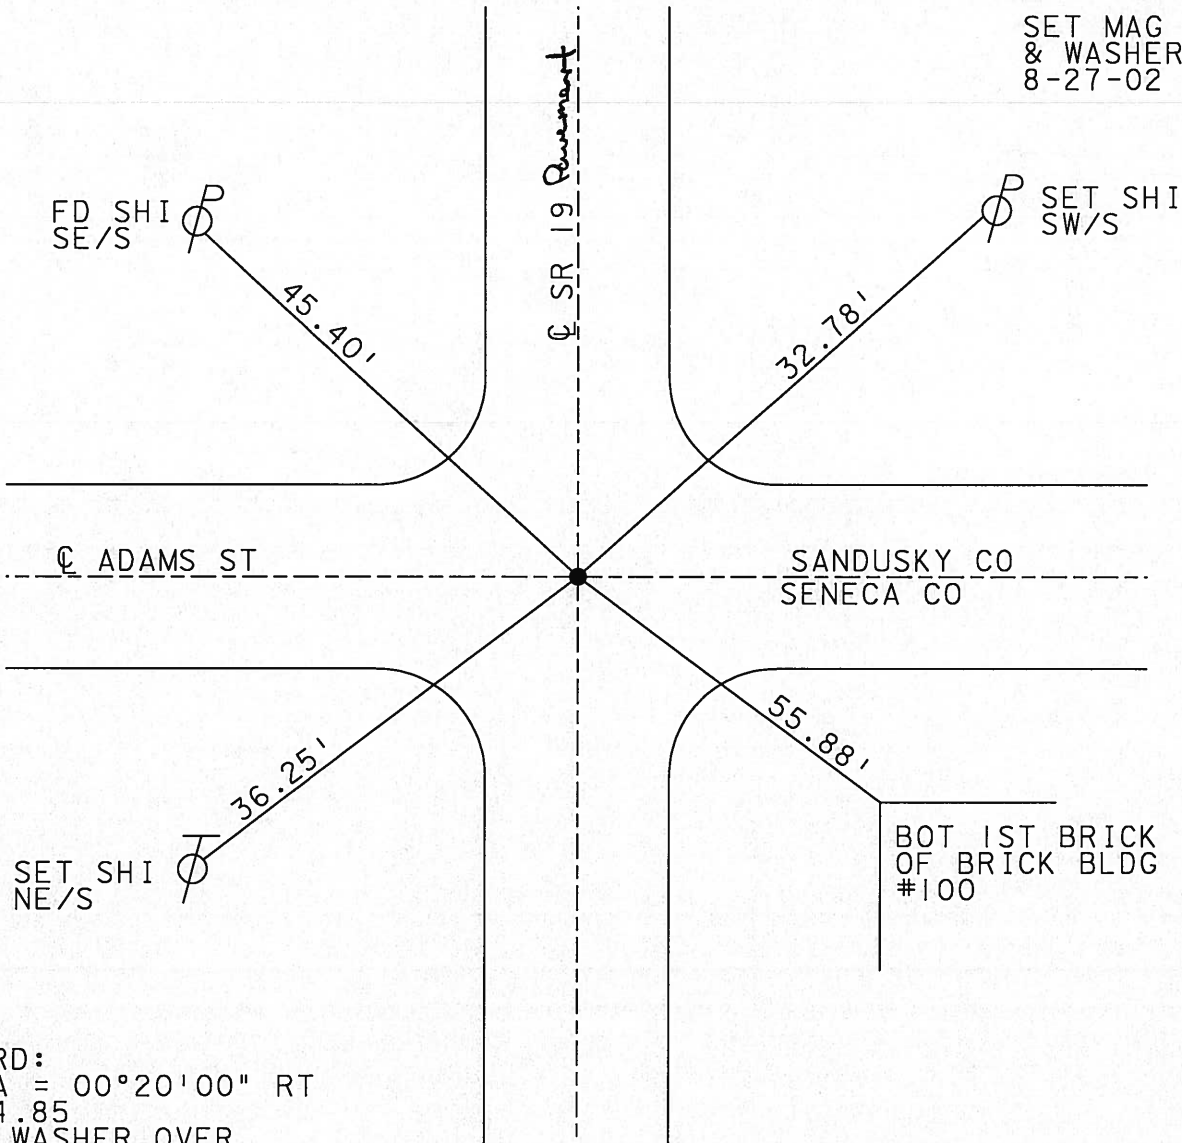 SET MAG
& WASHER
8-27-02
FD SHI
SE/S
SET SHI
SW/S
℄ SR 19 Pavement
45.40'
32.78'
℄ ADAMS ST
SANDUSKY CO
SENECA CO
36.25'
55.88'
SET SHI
NE/S
BOT 1ST BRICK
OF BRICK BLDG
#100
RD:
= 00°20'00" RT
.85
WASHER OVER